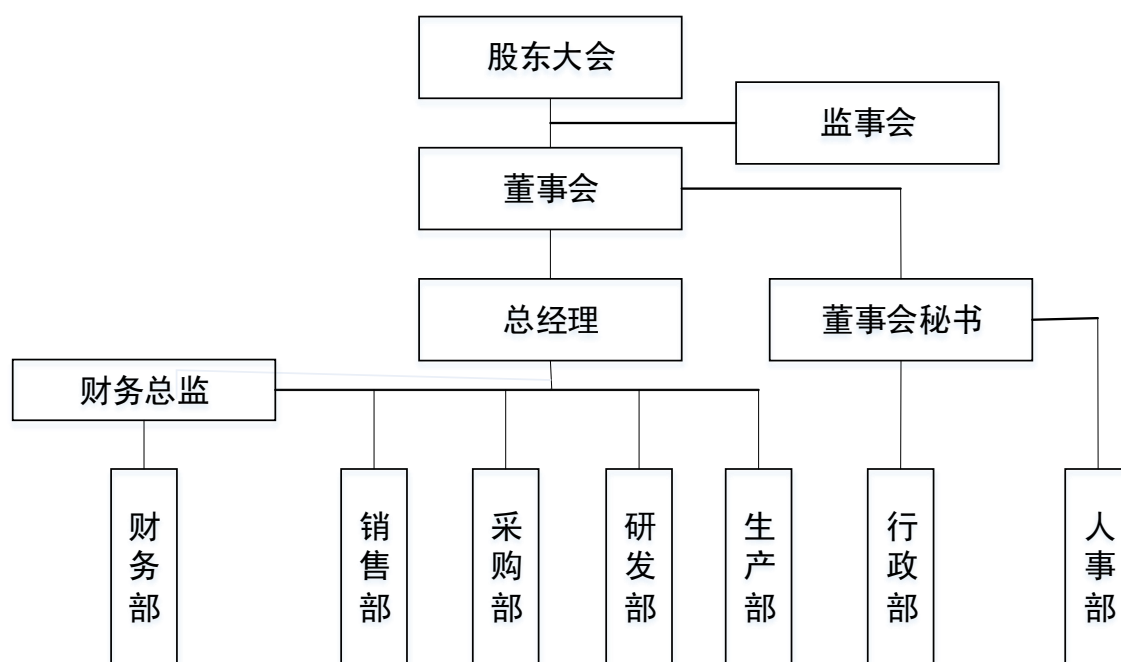 股东大会
监事会
董事会
总经理
董事会秘书
财务总监
财务部
销售部
采购部
研发部
生产部
行政部
人事部